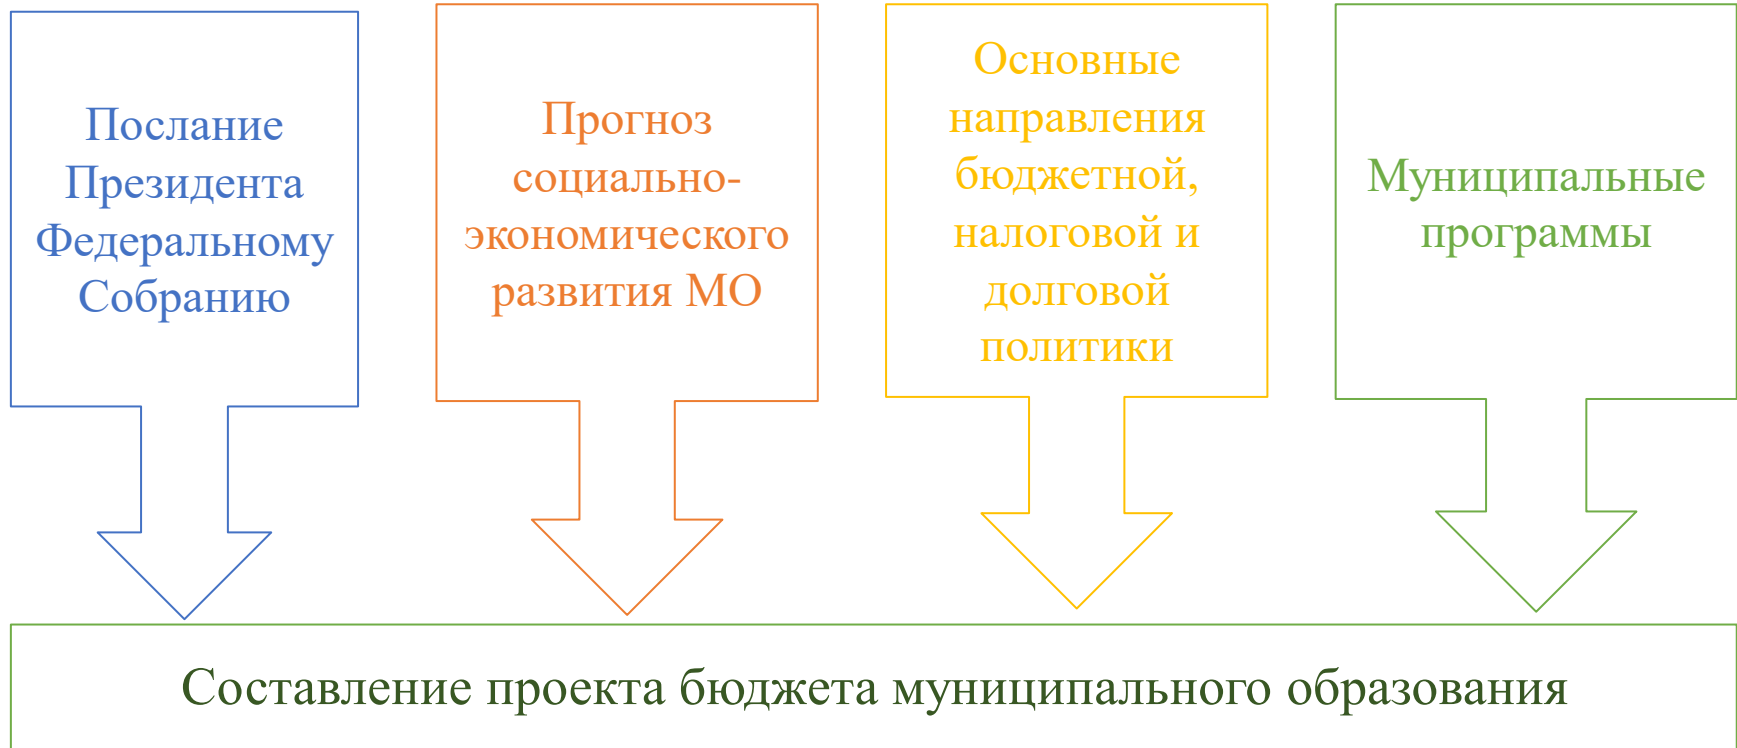 Послание
Президента
Федеральному
Собранию
Прогноз
социально-
экономического
развития МО
Основные
направления
бюджетной,
налоговой и
долговой
политики
Муниципальные
программы
Составление проекта бюджета муниципального образования